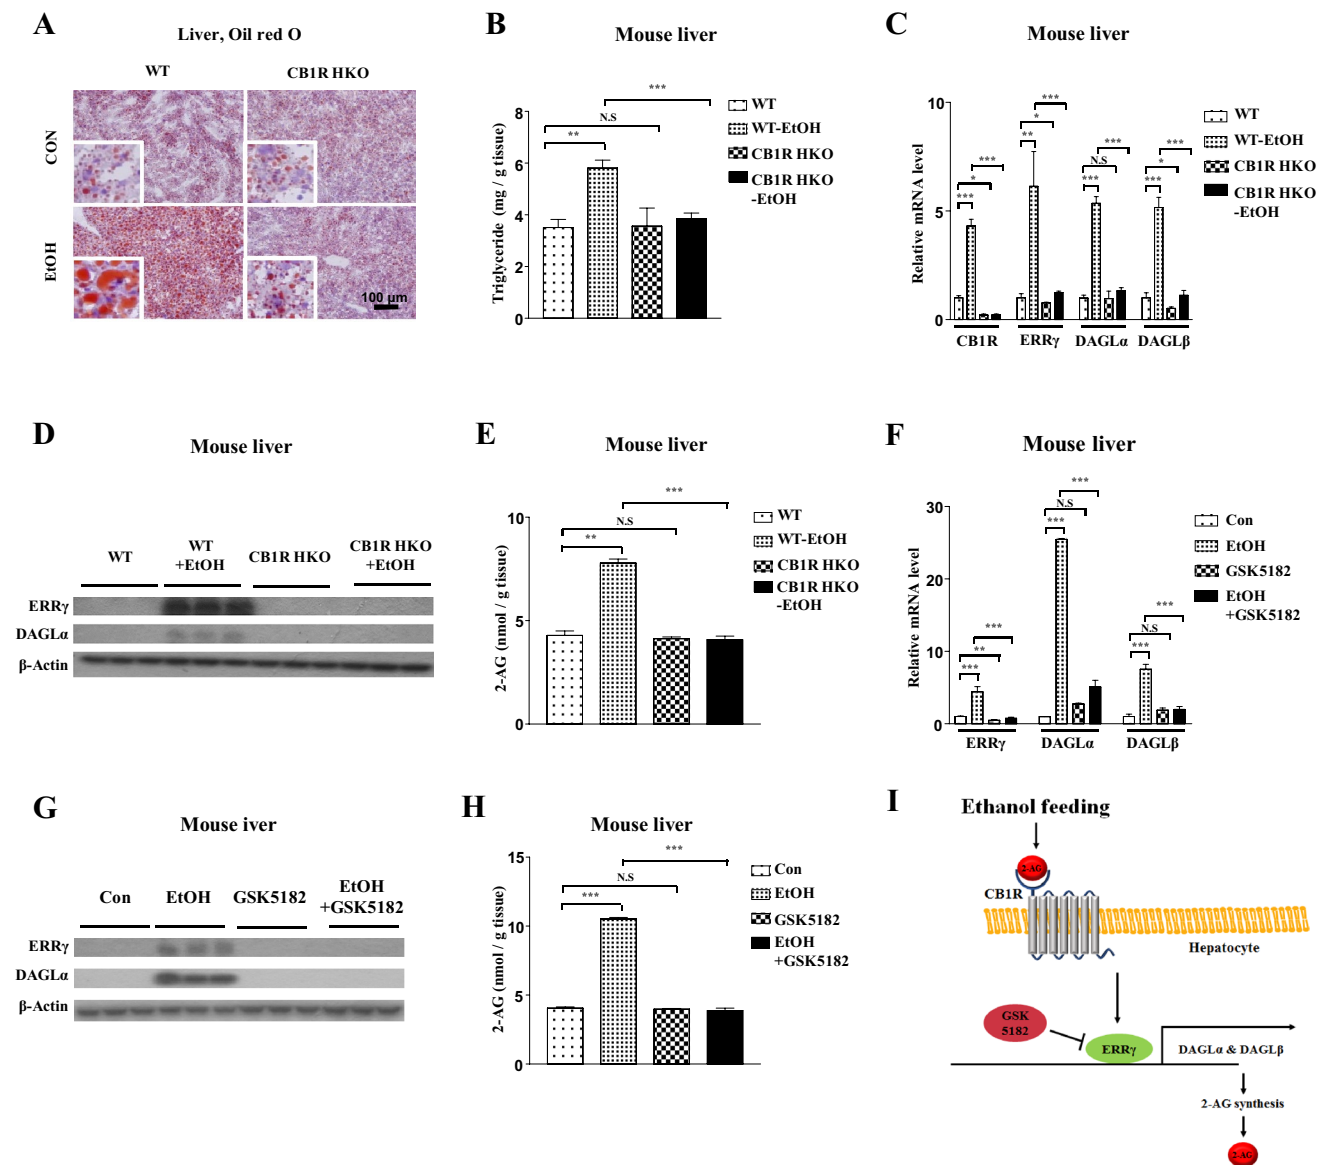 A
Liver, Oil red O
WT
CB1R HKO
CON
EtOH
100 µm
B
Mouse liver
Triglyceride (mg / g tissue)
8
6
4
2
0
***
N.S
**
WT
WT-EtOH
CB1R HKO
CB1R HKO
-EtOH
C
Mouse liver
Relative mRNA level
10
5
0
***
*
***
***
*
**
***
N.S
***
***
*
***
CB1R
ERRγ
DAGLα
DAGLβ
WT
WT-EtOH
CB1R HKO
CB1R HKO
-EtOH
D
Mouse liver
WT
WT
+EtOH
CB1R HKO
CB1R HKO
+EtOH
ERRγ
DAGLα
β-Actin
E
Mouse liver
2-AG (nmol / g tissue)
10
5
0
***
N.S
**
WT
WT-EtOH
CB1R HKO
CB1R HKO
-EtOH
F
Mouse liver
Relative mRNA level
30
20
10
0
***
**
***
***
N.S
***
***
N.S
***
ERRγ
DAGLα
DAGLβ
Con
EtOH
GSK5182
EtOH
+GSK5182
G
Mouse iver
Con
EtOH
GSK5182
EtOH
+GSK5182
ERRγ
DAGLα
β-Actin
H
Mouse liver
2-AG (nmol / g tissue)
15
10
5
0
***
N.S
***
Con
EtOH
GSK5182
EtOH
+GSK5182
I
Ethanol feeding
2-AG
CB1R
Hepatocyte
GSK
5182
ERRγ
DAGLα & DAGLβ
2-AG synthesis
2-AG